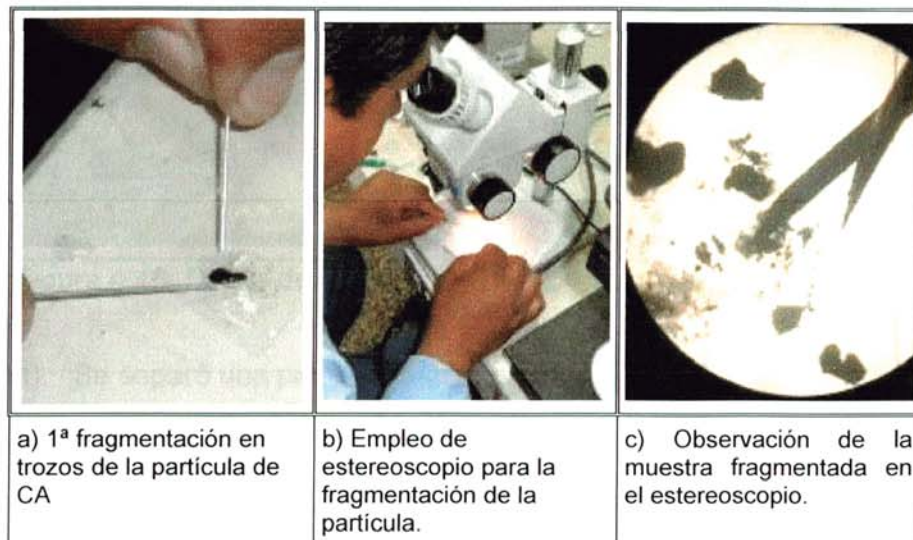 a) 1ª fragmentación en
trozos de la partícula de
CA
b) Empleo de
estereoscopio para la
fragmentación de la
partícula.
c) Observación de la
muestra fragmentada en
el estereoscopio.